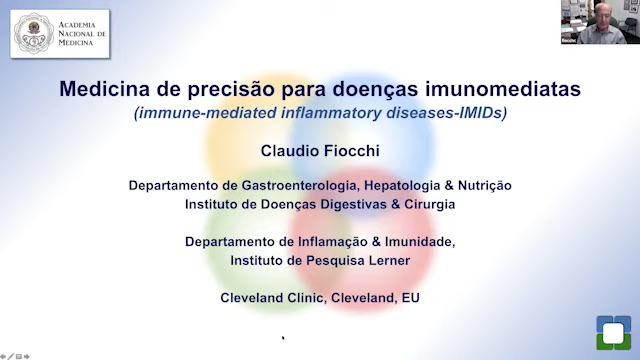 ACADEMIA
NACIONAL DE
MEDICINA
Medicina de precisão para doenças imunomediatas
(immune-mediated inflammatory diseases-IMIDs)
Claudio Fiocchi
Departamento de Gastroenterologia, Hepatologia & Nutrição
Instituto de Doenças Digestivas & Cirurgia
Departamento de Inflamação & Imunidade,
Instituto de Pesquisa Lerner
Cleveland Clinic, Cleveland, EU